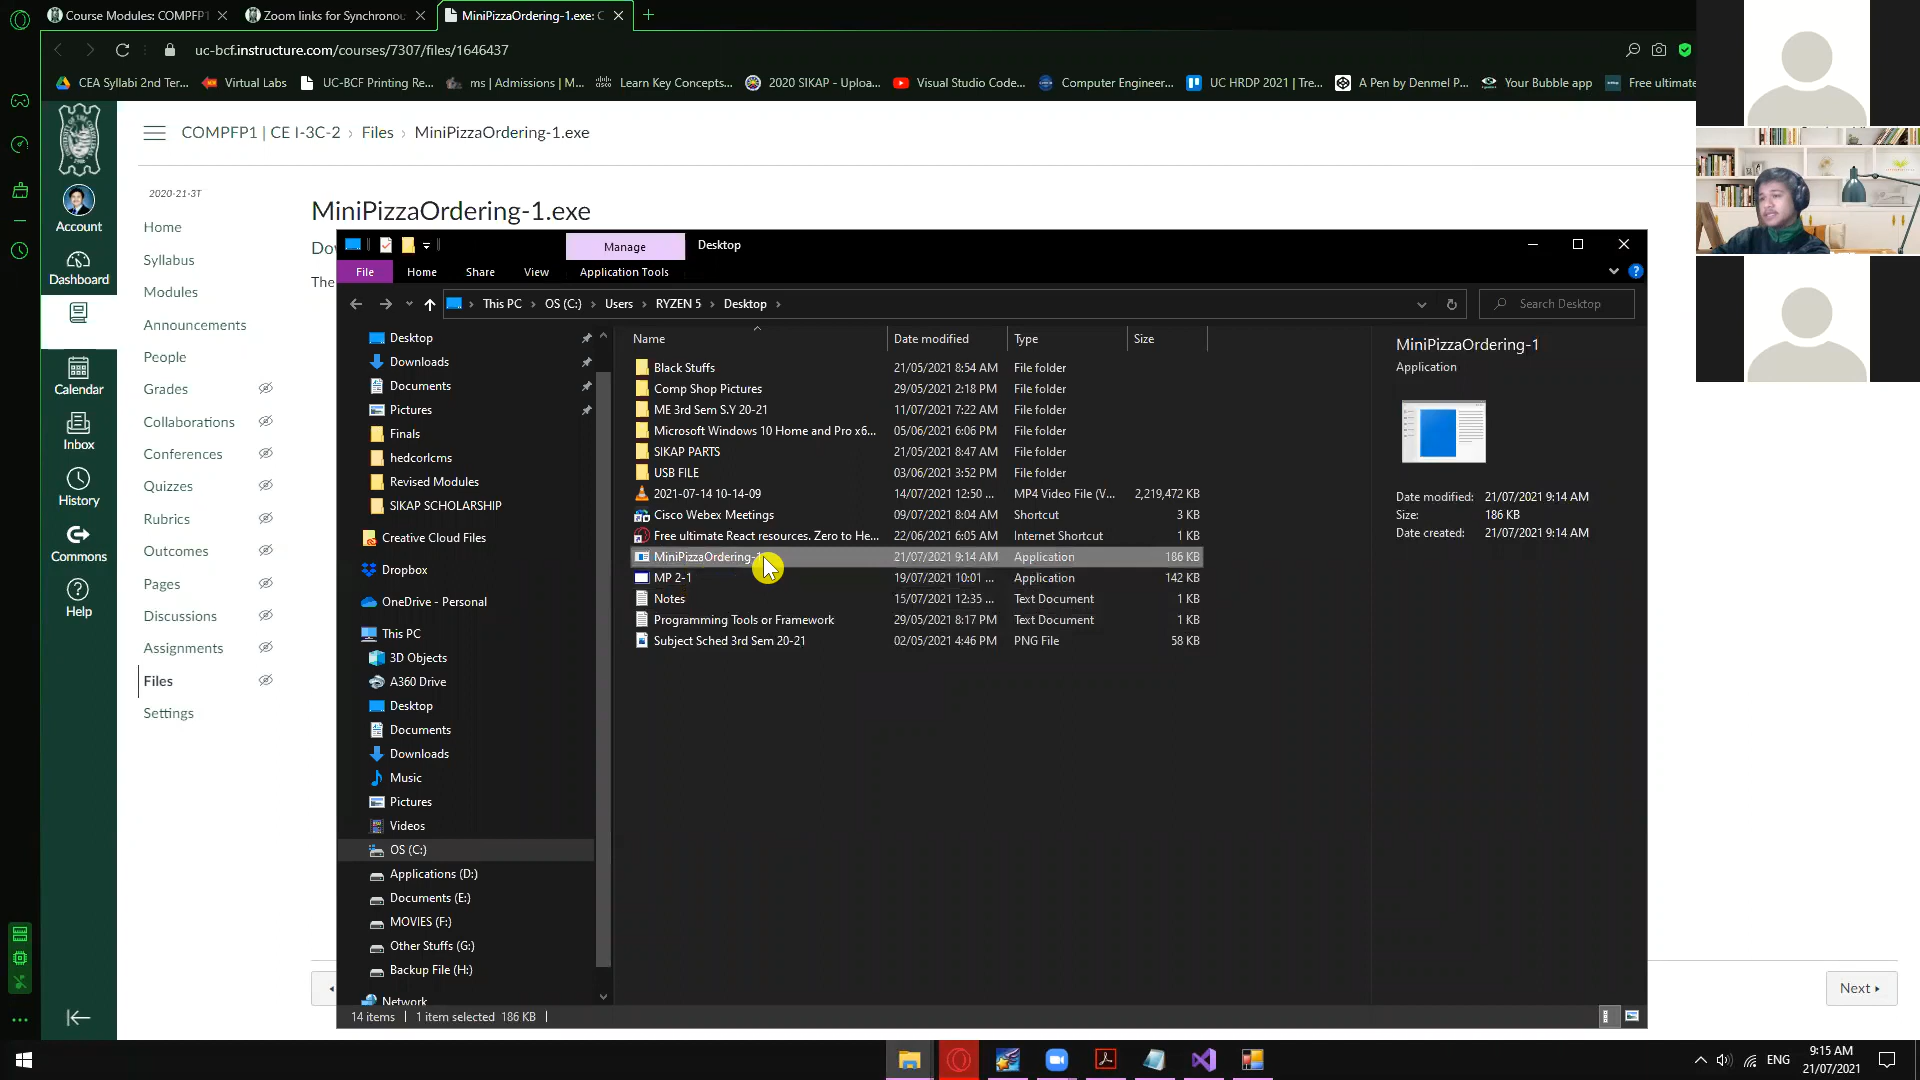 Course Modules: COMPFP1
Zoom links for Synchronou
MiniPizzaOrdering-1.exe: C
uc-bcf.instructure.com/courses/7307/files/1646437
CEA Syllabi 2nd Ter...
Virtual Labs
UC-BCF Printing Re...
ms | Admissions | M...
Learn Key Concepts...
2020 SIKAP - Uploa...
Visual Studio Code...
Computer Engineer...
UC HRDP 2021 | Tre...
A Pen by Denmel P...
Your Bubble app
Free ultimate
COMPFP1 | CE I-3C-2 › Files › MiniPizzaOrdering-1.exe
Account
Dashboard
Calendar
Inbox
History
Commons
Help
2020-21-3T
Home
Syllabus
Modules
Announcements
People
Grades
Collaborations
Conferences
Quizzes
Rubrics
Outcomes
Pages
Discussions
Assignments
Files
Settings
MiniPizzaOrdering-1.exe
Do
The
Manage
Desktop
File
Home
Share
View
Application Tools
This PC
OS (C:)
Users
RYZEN 5
Desktop
Search Desktop
Desktop
Downloads
Documents
Pictures
Finals
hedcorlcms
Revised Modules
SIKAP SCHOLARSHIP
Creative Cloud Files
Dropbox
OneDrive - Personal
This PC
3D Objects
A360 Drive
Desktop
Documents
Downloads
Music
Pictures
Videos
OS (C:)
Applications (D:)
Documents (E:)
MOVIES (F:)
Other Stuffs (G:)
Backup File (H:)
Network
Name Date modified Type Size
Black Stuffs 21/05/2021 8:54 AM File folder
Comp Shop Pictures 29/05/2021 2:18 PM File folder
ME 3rd Sem S.Y 20-21 11/07/2021 7:22 AM File folder
Microsoft Windows 10 Home and Pro x6... 05/06/2021 6:06 PM File folder
SIKAP PARTS 21/05/2021 8:47 AM File folder
USB FILE 03/06/2021 3:52 PM File folder
2021-07-14 10-14-09 14/07/2021 12:50 ... MP4 Video File (V... 2,219,472 KB
Cisco Webex Meetings 09/07/2021 8:04 AM Shortcut 3 KB
Free ultimate React resources. Zero to He... 22/06/2021 6:05 AM Internet Shortcut 1 KB
MiniPizzaOrdering-1 21/07/2021 9:14 AM Application 186 KB
MP 2-1 19/07/2021 10:01 ... Application 142 KB
Notes 15/07/2021 12:35 ... Text Document 1 KB
Programming Tools or Framework 29/05/2021 8:17 PM Text Document 1 KB
Subject Sched 3rd Sem 20-21 02/05/2021 4:46 PM PNG File 58 KB
MiniPizzaOrdering-1
Application
Date modified: 21/07/2021 9:14 AM
Size: 186 KB
Date created: 21/07/2021 9:14 AM
14 items
1 item selected 186 KB
Next
ENG
9:15 AM
21/07/2021